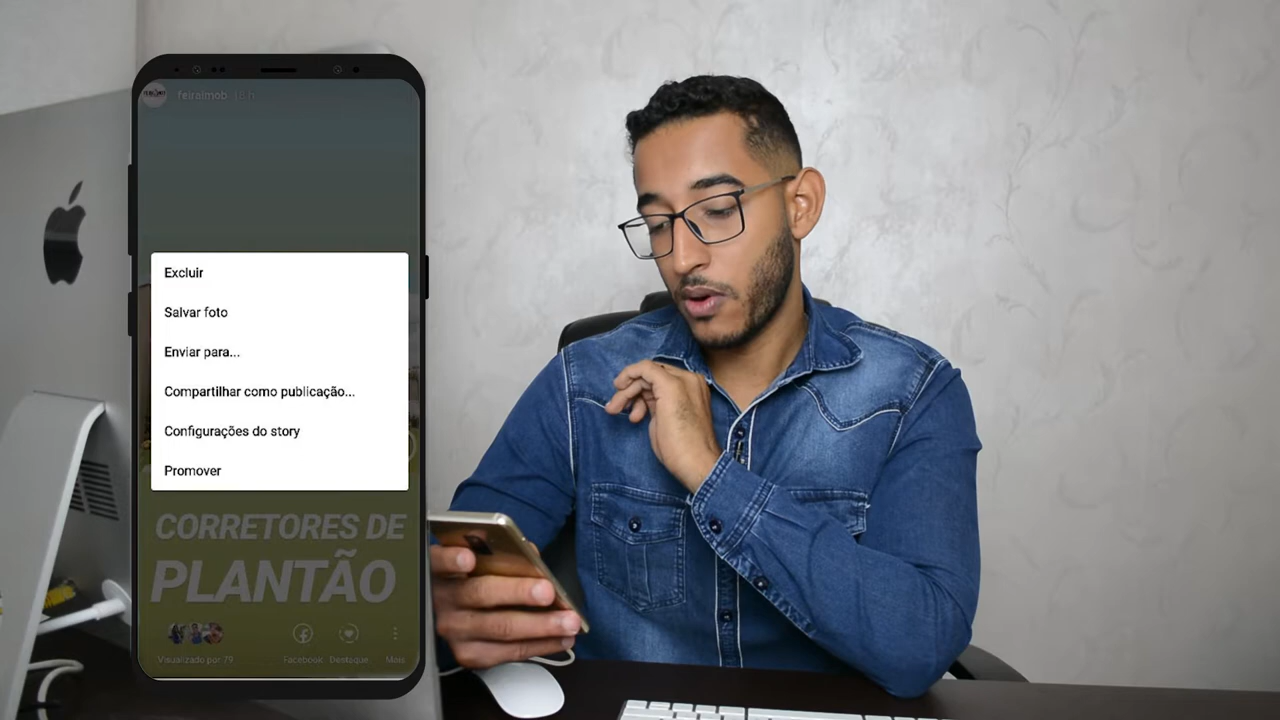 feiraimob 18 h
Excluir
Salvar foto
Enviar para...
Compartilhar como publicação...
Configurações do story
Promover
CORRETORES DE
PLANTÃO
Visualizado por 79
Facebook
Destaque
Mais